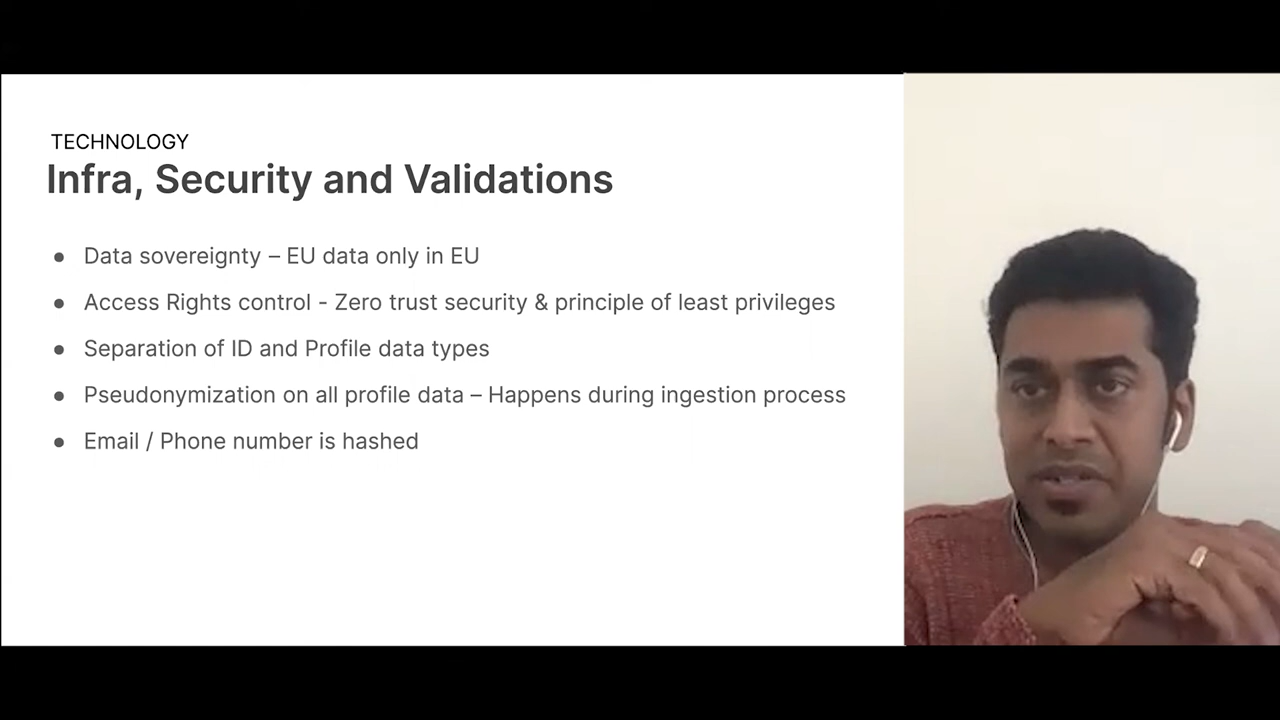 TECHNOLOGY
Infra, Security and Validations
● Data sovereignty – EU data only in EU
● Access Rights control - Zero trust security & principle of least privileges
● Separation of ID and Profile data types
● Pseudonymization on all profile data – Happens during ingestion process
● Email / Phone number is hashed